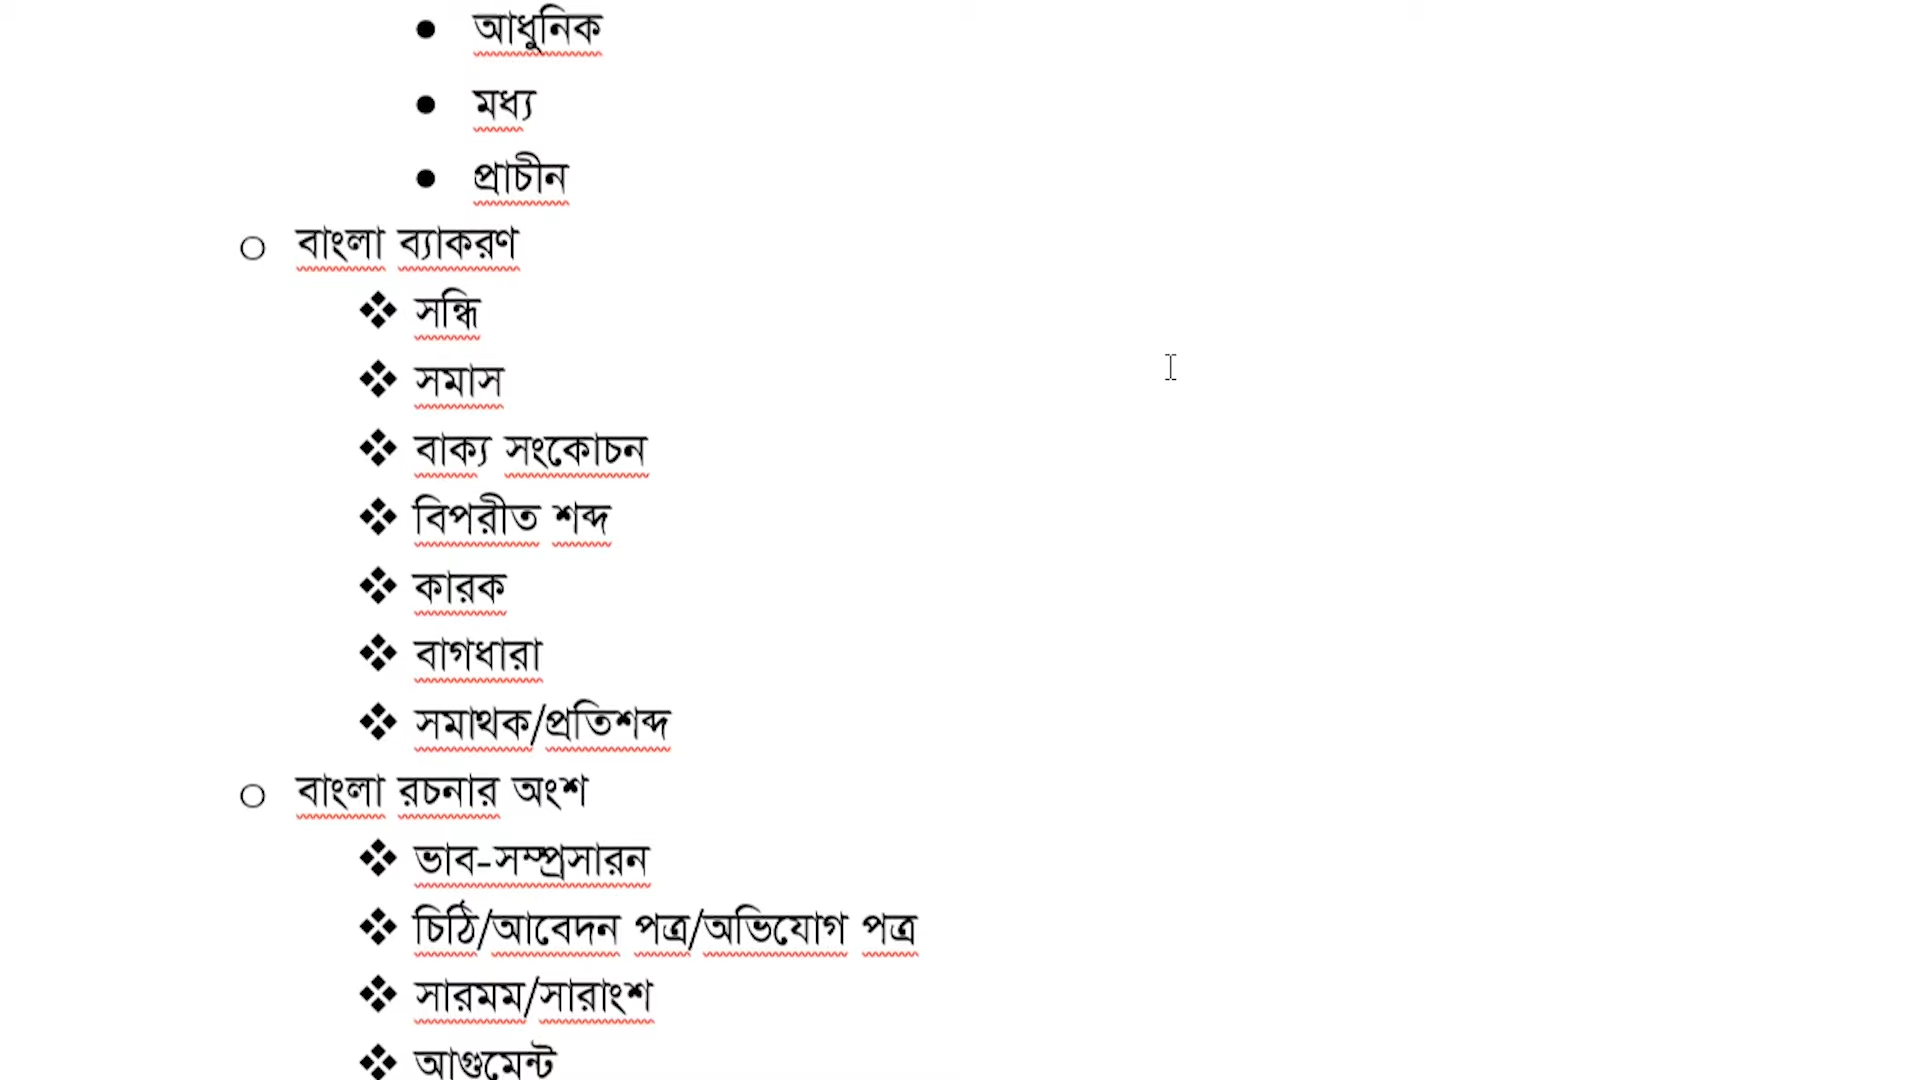 ● আধুনিক
● মধ্য
● প্রাচীন
○ বাংলা ব্যাকরণ
❖ সন্ধি
❖ সমাস
❖ বাক্য সংকোচন
❖ বিপরীত শব্দ
❖ কারক
❖ বাগধারা
❖ সমাথক/প্রতিশব্দ
○ বাংলা রচনার অংশ
❖ ভাব-সম্প্রসারন
❖ চিঠি/আবেদন পত্র/অভিযোগ পত্র
❖ সারমম/সারাংশ
❖ আগুমেন্ট